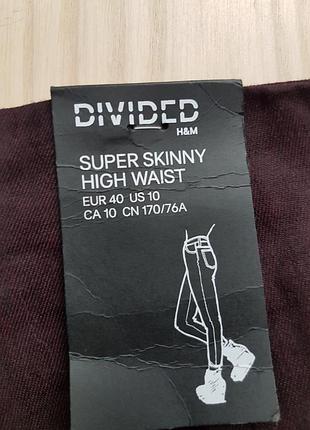 DIVIDED
H&M
SUPER SKINNY
HIGH WAIST
EUR 40 US 10
CA 10 CN 170/76A